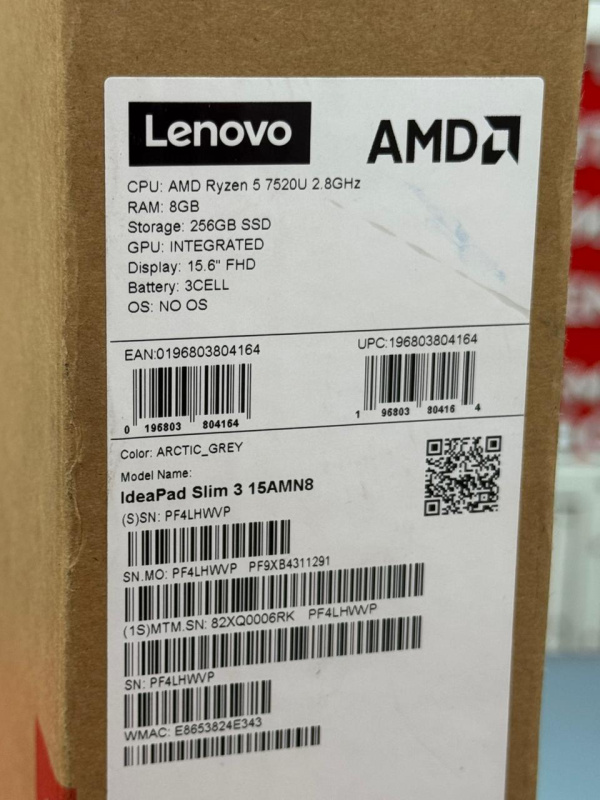 Lenovo AMD
CPU: AMD Ryzen 5 7520U 2.8GHz
RAM: 8GB
Storage: 256GB SSD
GPU: INTEGRATED
Display: 15.6" FHD
Battery: 3CELL
OS: NO OS
EAN:0196803804164 UPC:196803804164
0 196803 804164 1 96803 80416 4
Color: ARCTIC_GREY
Model Name:
IdeaPad Slim 3 15AMN8
(S)SN: PF4LHWVP
SN.MO: PF4LHWVP PF9XB4311291
(1S)MTM.SN: 82XQ0006RK PF4LHWVP
SN: PF4LHWVP
WMAC: E8653824E343